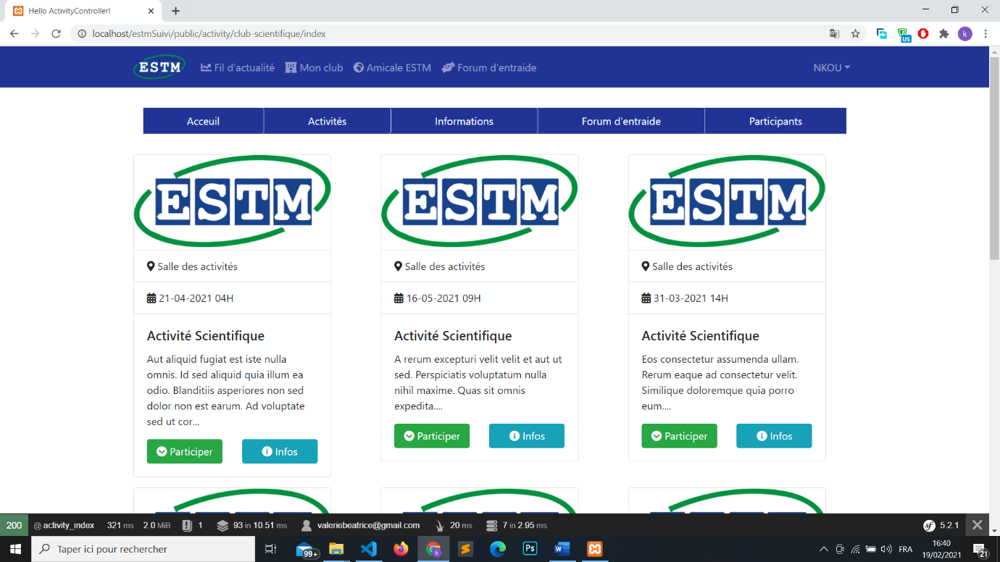 Hello ActivityController!
localhost/estmSuivi/public/activity/club-scientifique/index
US
k
ESTM Fil d'actualité Mon club Amicale ESTM Forum d'entraide NKOU
Acceuil Activités Informations Forum d'entraide Participants
ESTM ESTM ESTM
Salle des activités
21-04-2021 04H
Activité Scientifique
Aut aliquid fugiat est iste nulla
omnis. Id sed aliquid quia illum ea
odio. Blanditiis asperiores non sed
dolor non est earum. Ad voluptate
sed ut cor...
Participer Infos
Salle des activités
16-05-2021 09H
Activité Scientifique
A rerum excepturi velit velit et aut ut
sed. Perspiciatis voluptatum nulla
nihil maxime. Quas sit omnis
expedita....
Participer Infos
Salle des activités
31-03-2021 14H
Activité Scientifique
Eos consectetur assumenda ullam.
Rerum eaque ad consectetur velit.
Similique doloremque quia porro
eum....
Participer Infos
200 @ activity_index 321 ms 2.0 MiB 1 93 in 10.51 ms valeriebeatrice@gmail.com 20 ms 7 in 2.95 ms sf 5.2.1
Taper ici pour rechercher 99+ k Ps W FRA 16:40
19/02/2021 21